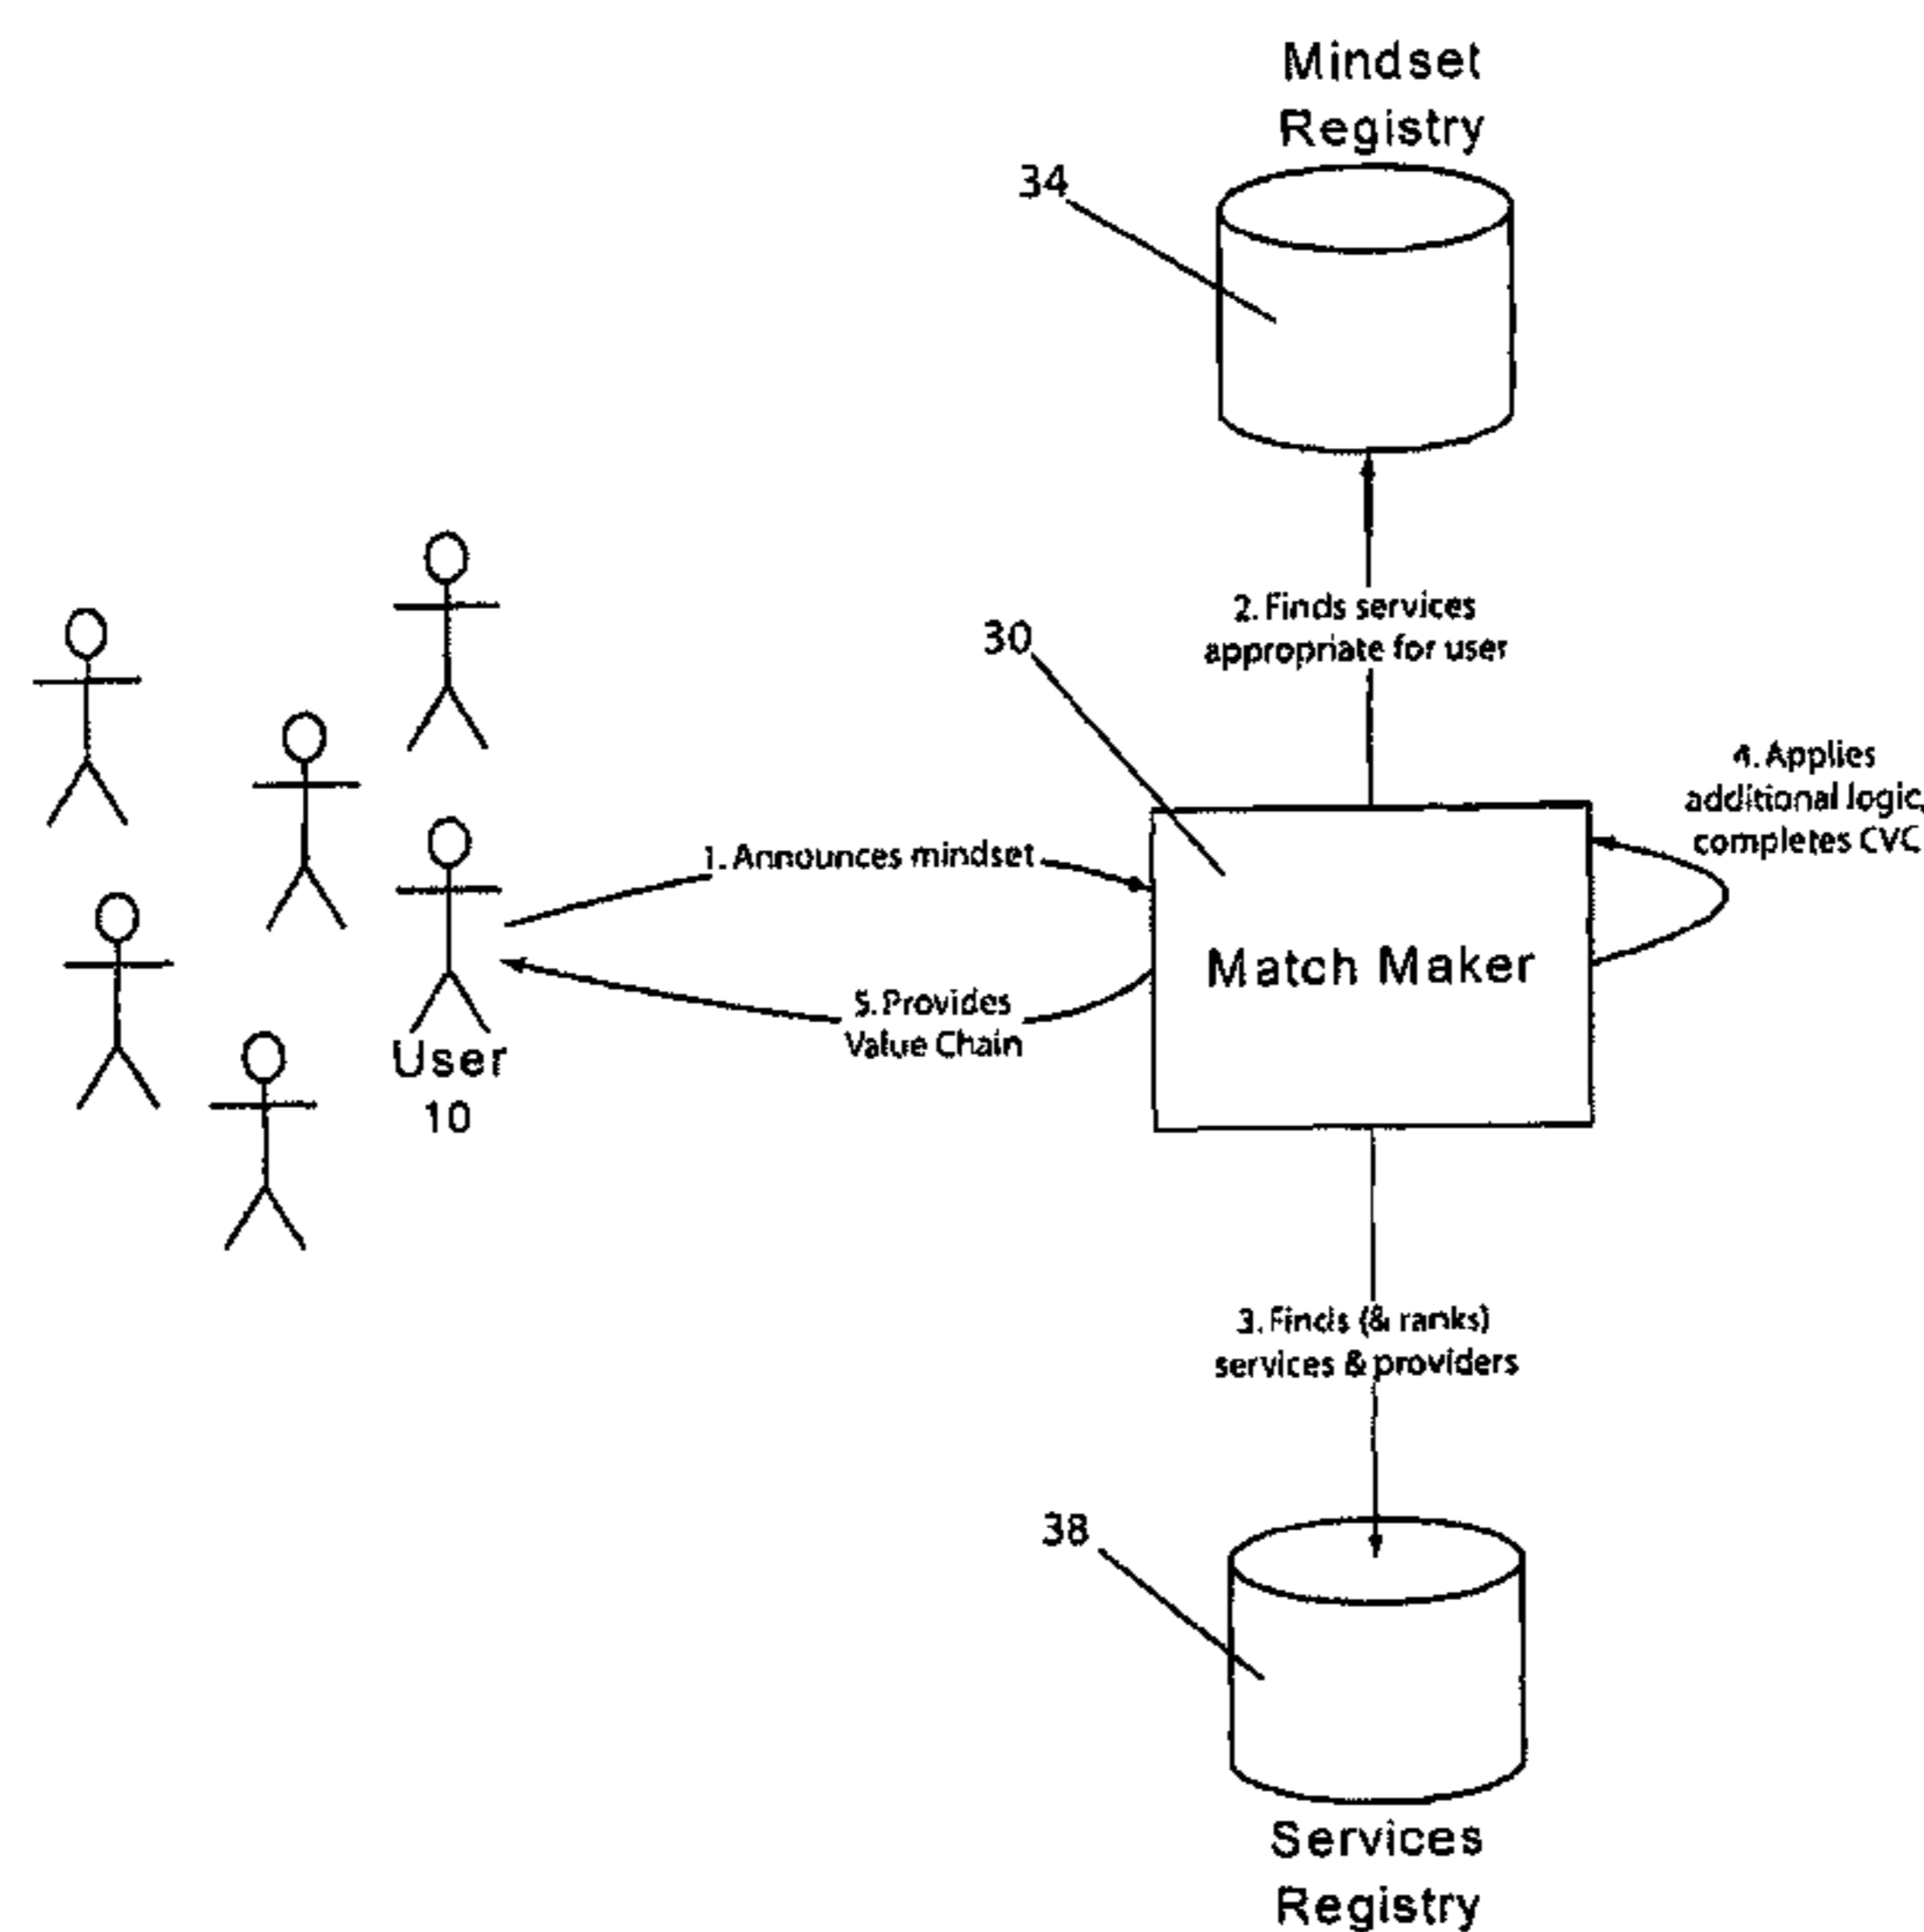 Mindset
Registry
34
2. Finds services
appropriate for user
30
4. Applies
additional logic,
completes CVC
1. Announces mindset
Match Maker
5. Provides
Value Chain
User
10
3. Finds (& ranks)
services & providers
38
Services
Registry